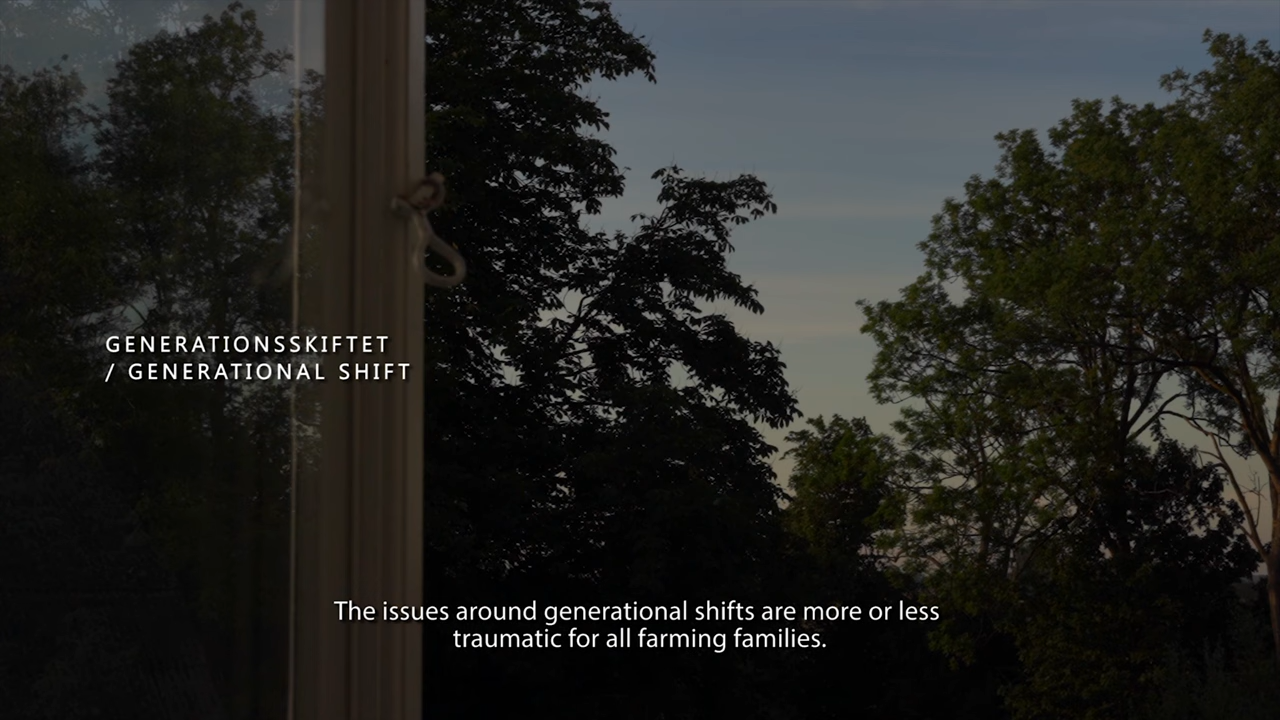 GENERATIONSSKIFTET
/ GENERATIONAL SHIFT
The issues around generational shifts are more or less
traumatic for all farming families.